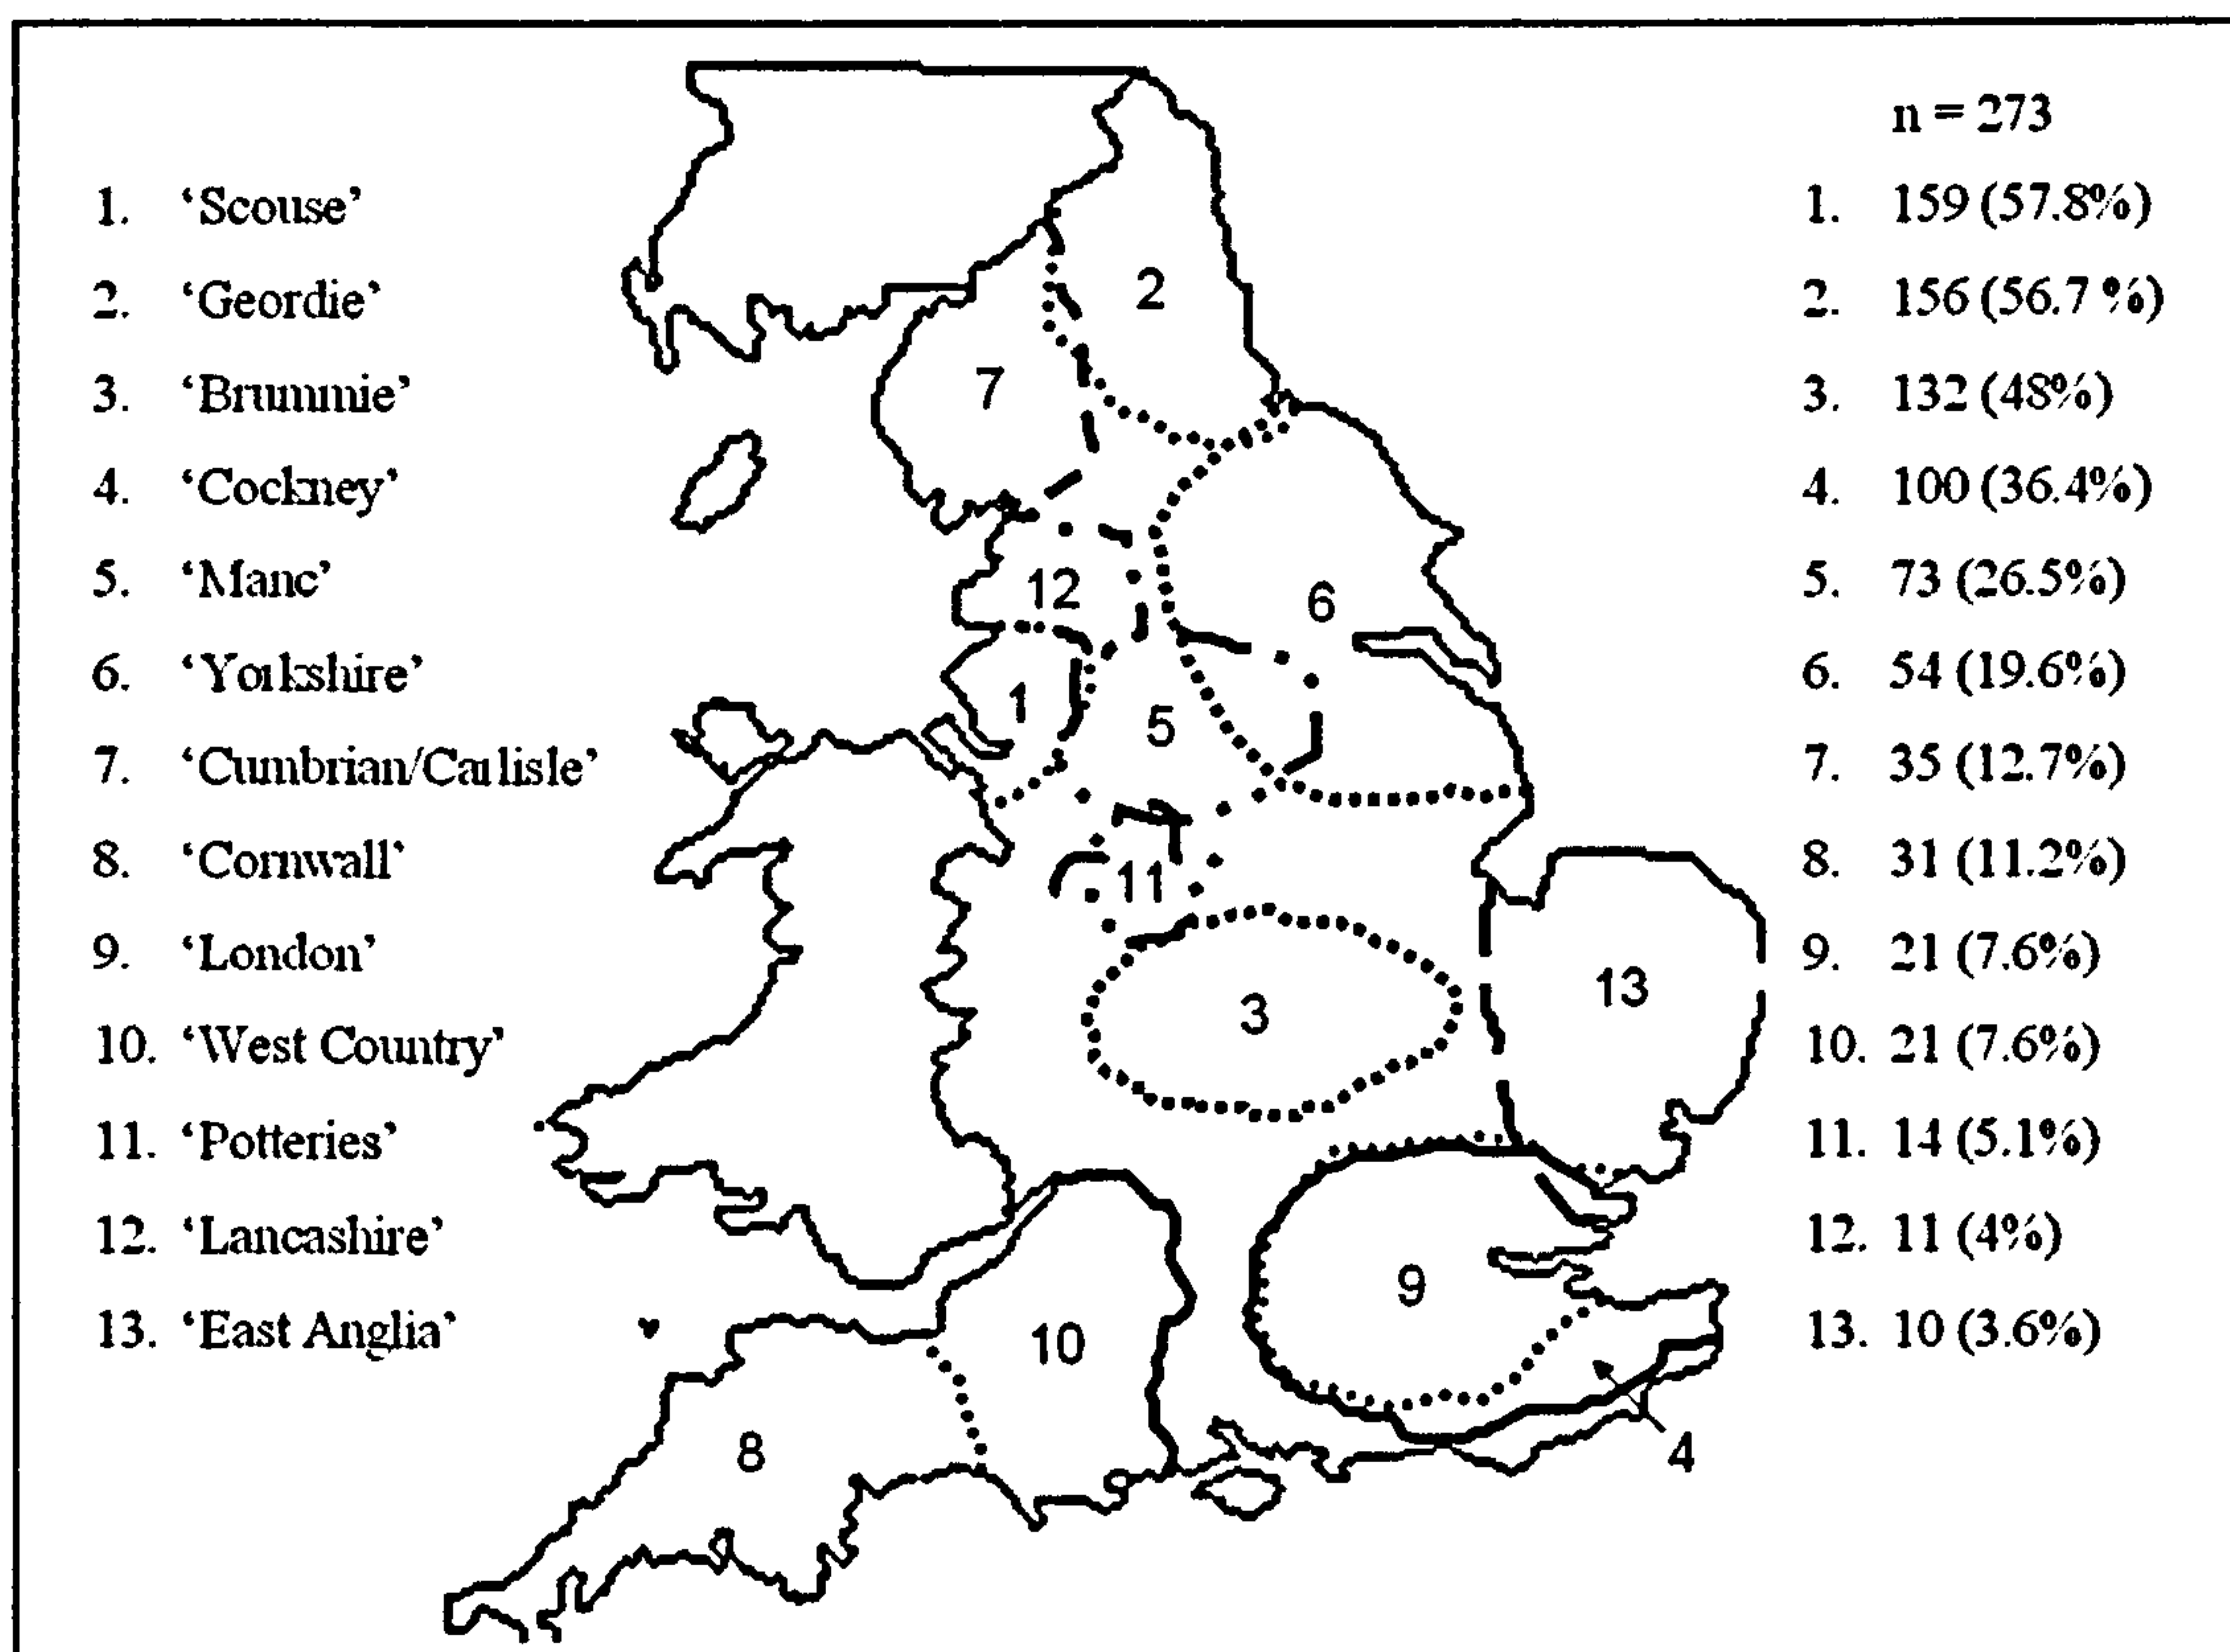 n = 273
1. ‘Scouse’
2. ‘Geordie’
3. ‘Brummie’
4. ‘Cockney’
5. ‘Manc’
6. ‘Yorkshire’
7. ‘Cumbrian/Carlisle’
8. ‘Cornwall’
9. ‘London’
10. ‘West Country’
11. ‘Potteries’
12. ‘Lancashire’
13. ‘East Anglia’
2
7
12
6
1
5
11
13
3
9
10
8
4
1. 159 (57.8%)
2. 156 (56.7 %)
3. 132 (48%)
4. 100 (36.4%)
5. 73 (26.5%)
6. 54 (19.6%)
7. 35 (12.7%)
8. 31 (11.2%)
9. 21 (7.6%)
10. 21 (7.6%)
11. 14 (5.1%)
12. 11 (4%)
13. 10 (3.6%)